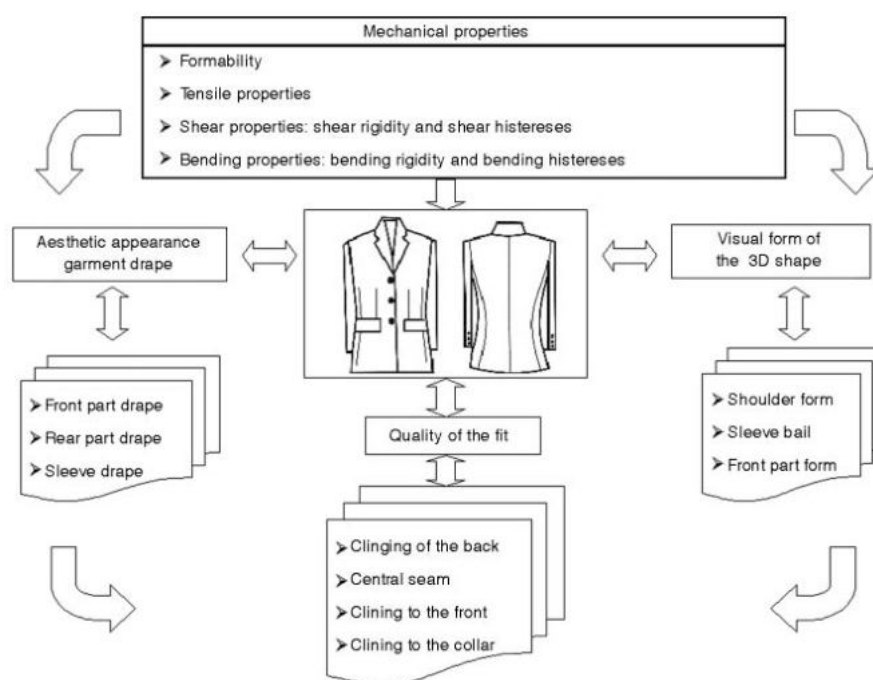 Mechanical properties
➤ Formability
➤ Tensile properties
➤ Shear properties: shear rigidity and shear histereses
➤ Bending properties: bending rigidity and bending histereses
Aesthetic appearance
garment drape
Visual form of
the 3D shape
➤ Front part drape
➤ Rear part drape
➤ Sleeve drape
Quality of the fit
➤ Shoulder form
➤ Sleeve bail
➤ Front part form
➤ Clinging of the back
➤ Central seam
➤ Clining to the front
➤ Clining to the collar